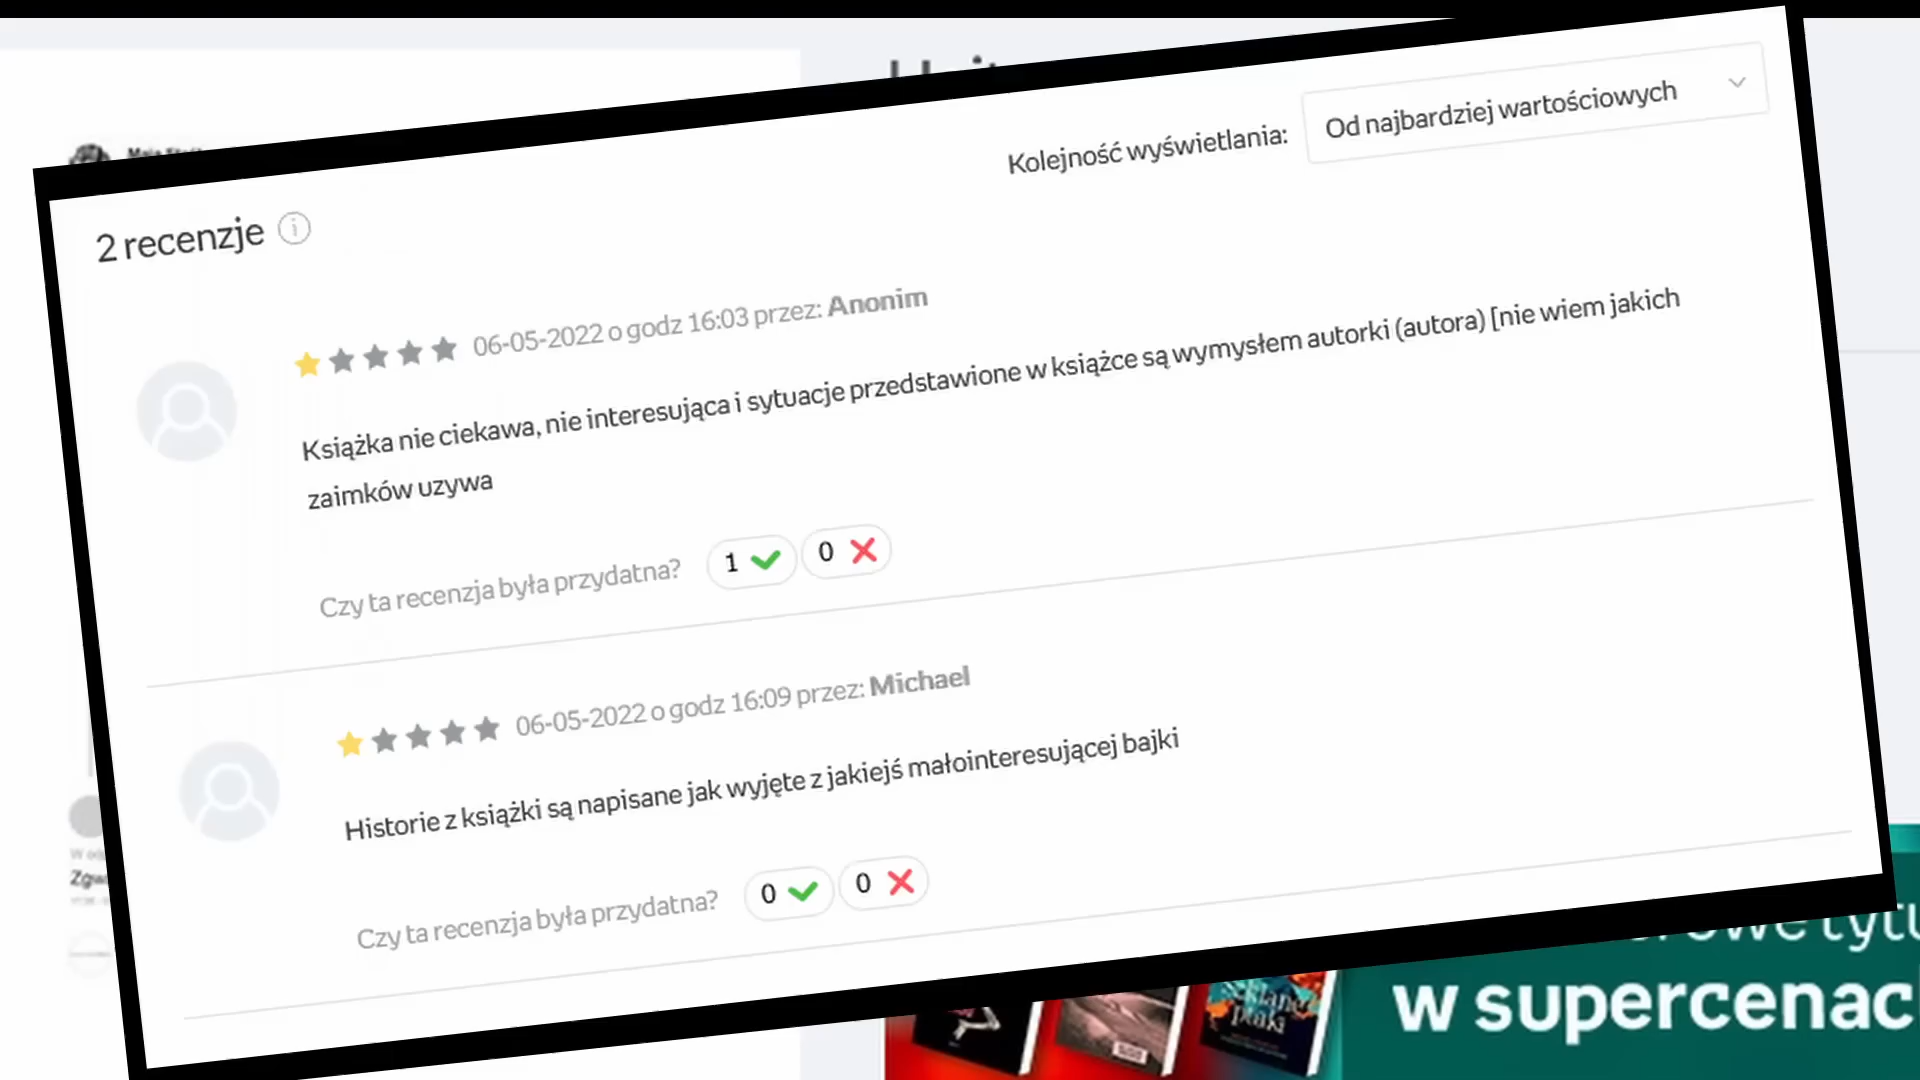 Kolejność wyświetlania:
Od najbardziej wartościowych
2 recenzje
06-05-2022 o godz 16:03 przez: Anonim
Książka nie ciekawa, nie interesująca i sytuacje przedstawione w książce są wymysłem autorki (autora) [nie wiem jakich
zaimków uzywa
Czy ta recenzja była przydatna?
1
0
06-05-2022 o godz 16:09 przez: Michael
Historie z książki są napisane jak wyjęte z jakiejś małointeresującej bajki
Czy ta recenzja była przydatna?
0
0
w supercenac
ptaki